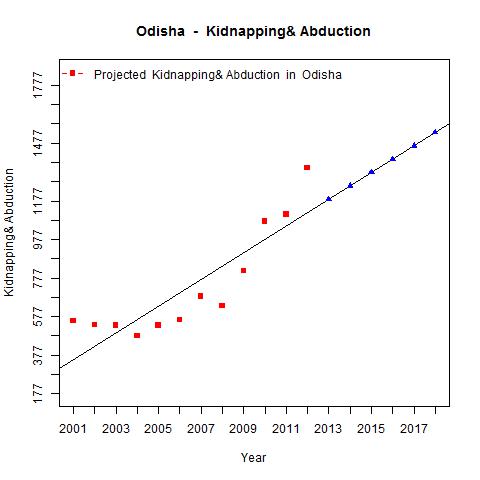 Odisha - Kidnapping& Abduction
Projected Kidnapping& Abduction in Odisha
Kidnapping& Abduction
1777
1477
1177
977
777
577
377
177
2001 2003 2005 2007 2009 2011 2013 2015 2017
Year